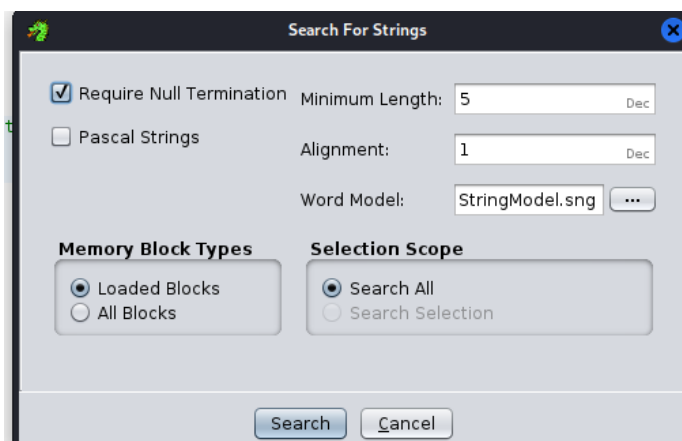 Search For Strings
Require Null Termination
Minimum Length: 5 Dec
Pascal Strings
Alignment: 1 Dec
Word Model: StringModel.sng ...
Memory Block Types
Loaded Blocks
All Blocks
Selection Scope
Search All
Search Selection
Search
Cancel
t